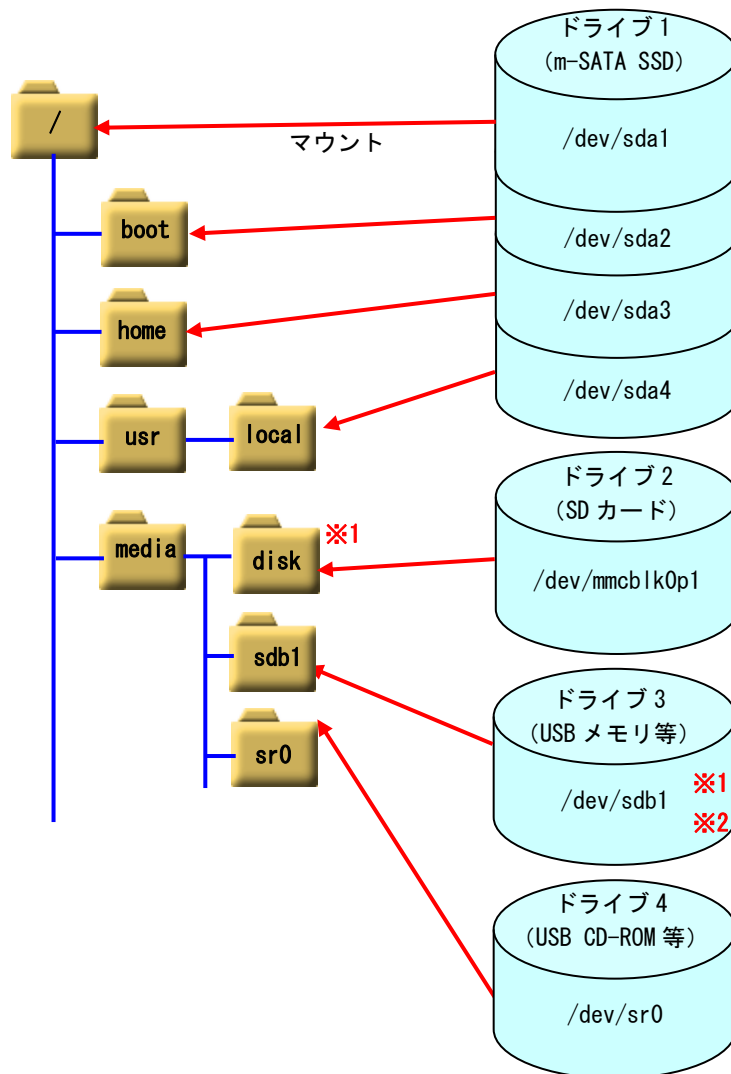 ドライブ1
(m-SATA SSD)
/
マウント
/dev/sda1
boot
/dev/sda2
home
/dev/sda3
usr
local
/dev/sda4
ドライブ2
(SDカード)
media
disk
※1
/dev/mmcblk0p1
sdb1
ドライブ3
(USBメモリ等)
sr0
/dev/sdb1
※1
※2
ドライブ4
(USB CD-ROM等)
/dev/sr0